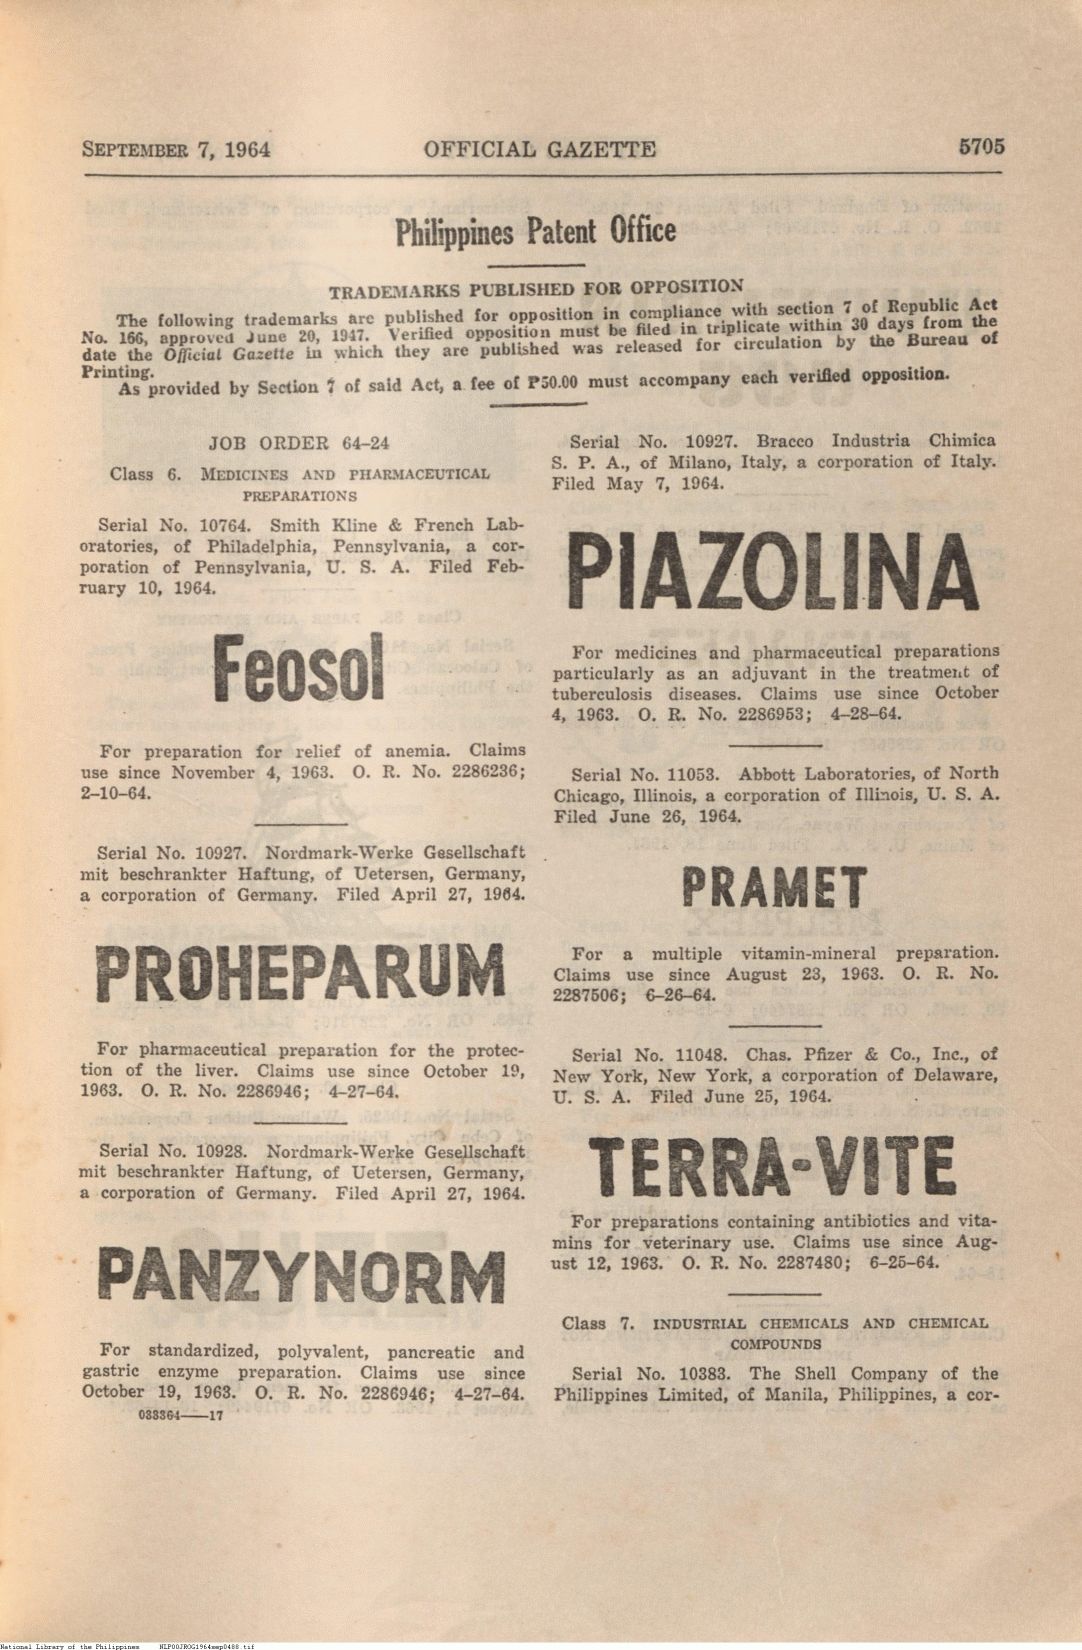 SEPTEMBER 7, 1964 OFFICIAL GAZETTE 5705
Philippines Patent Office
TRADEMARKS PUBLISHED FOR OPPOSITION
The following trademarks are published for opposition in compliance with section 7 of Republic Act
No. 166, approved June 20, 1947. Verified opposition must be filed in triplicate within 30 days from the
date the Official Gazette in which they are published was released for circulation by the Bureau of
Printing.
As provided by Section 7 of said Act, a fee of ₱50.00 must accompany each verified opposition.
JOB ORDER 64–24
Class 6. MEDICINES AND PHARMACEUTICAL
PREPARATIONS
Serial No. 10764. Smith Kline & French Lab-
oratories, of Philadelphia, Pennsylvania, a cor-
poration of Pennsylvania, U. S. A. Filed Feb-
ruary 10, 1964.
Feosol
For preparation for relief of anemia. Claims
use since November 4, 1963. O. R. No. 2286236;
2–10–64.
Serial No. 10927. Nordmark-Werke Gesellschaft
mit beschrankter Haftung, of Uetersen, Germany,
a corporation of Germany. Filed April 27, 1964.
PROHEPARUM
For pharmaceutical preparation for the protec-
tion of the liver. Claims use since October 19,
1963. O. R. No. 2286946; 4–27–64.
Serial No. 10928. Nordmark-Werke Gesellschaft
mit beschrankter Haftung, of Uetersen, Germany,
a corporation of Germany. Filed April 27, 1964.
PANZYNORM
For standardized, polyvalent, pancreatic and
gastric enzyme preparation. Claims use since
October 19, 1963. O. R. No. 2286946; 4–27–64.
033364——17
Serial No. 10927. Bracco Industria Chimica
S. P. A., of Milano, Italy, a corporation of Italy.
Filed May 7, 1964.
PIAZOLINA
For medicines and pharmaceutical preparations
particularly as an adjuvant in the treatment of
tuberculosis diseases. Claims use since October
4, 1963. O. R. No. 2286953; 4–28–64.
Serial No. 11053. Abbott Laboratories, of North
Chicago, Illinois, a corporation of Illinois, U. S. A.
Filed June 26, 1964.
PRAMET
For a multiple vitamin-mineral preparation.
Claims use since August 23, 1963. O. R. No.
2287506; 6–26–64.
Serial No. 11048. Chas. Pfizer & Co., Inc., of
New York, New York, a corporation of Delaware,
U. S. A. Filed June 25, 1964.
TERRA-VITE
For preparations containing antibiotics and vita-
mins for veterinary use. Claims use since Aug-
ust 12, 1963. O. R. No. 2287480; 6–25–64.
Class 7. INDUSTRIAL CHEMICALS AND CHEMICAL
COMPOUNDS
Serial No. 10383. The Shell Company of the
Philippines Limited, of Manila, Philippines, a cor-
National Library of the Philippines NLP00JROG1964sep0488.tif